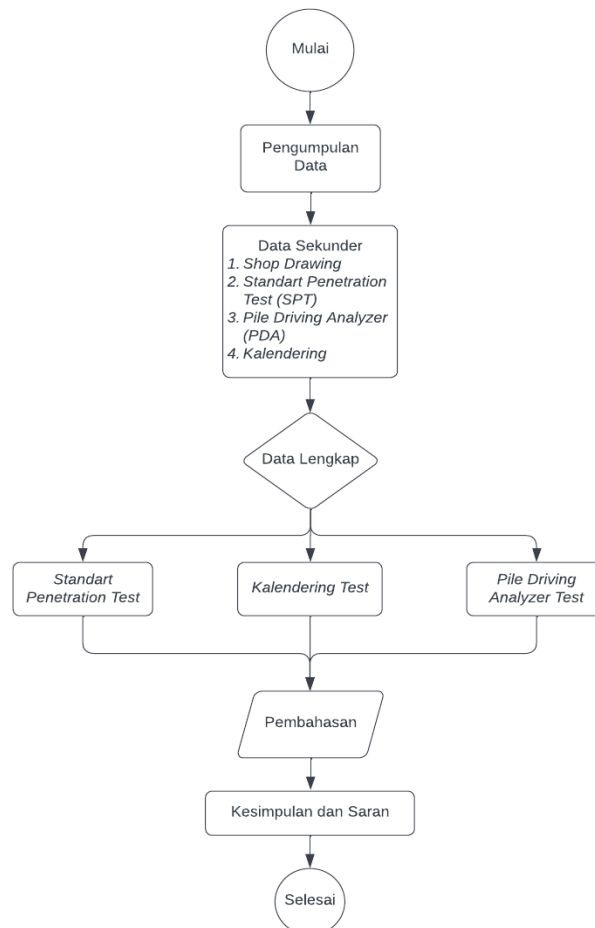 Mulai
Pengumpulan
Data
Data Sekunder
1. Shop Drawing
2. Standart Penetration
Test (SPT)
3. Pile Driving Analyzer
(PDA)
4. Kalendering
Data Lengkap
Standart
Penetration Test
Kalendering Test
Pile Driving
Analyzer Test
Pembahasan
Kesimpulan dan Saran
Selesai